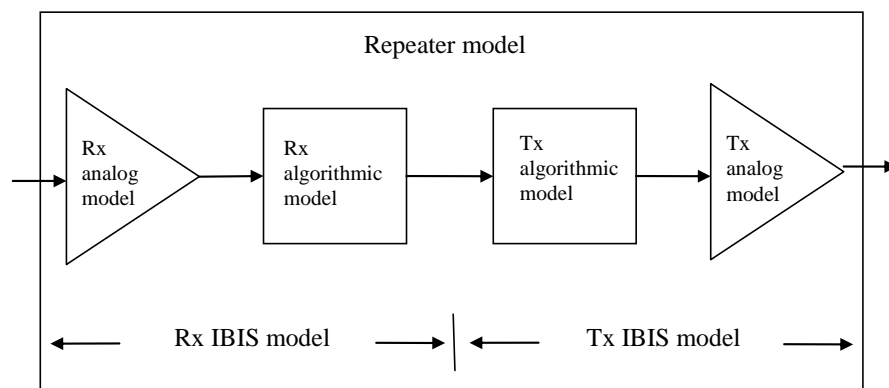 Repeater model
Rx
analog
model
Rx
algorithmic
model
Tx
algorithmic
model
Tx
analog
model
Rx IBIS model
Tx IBIS model